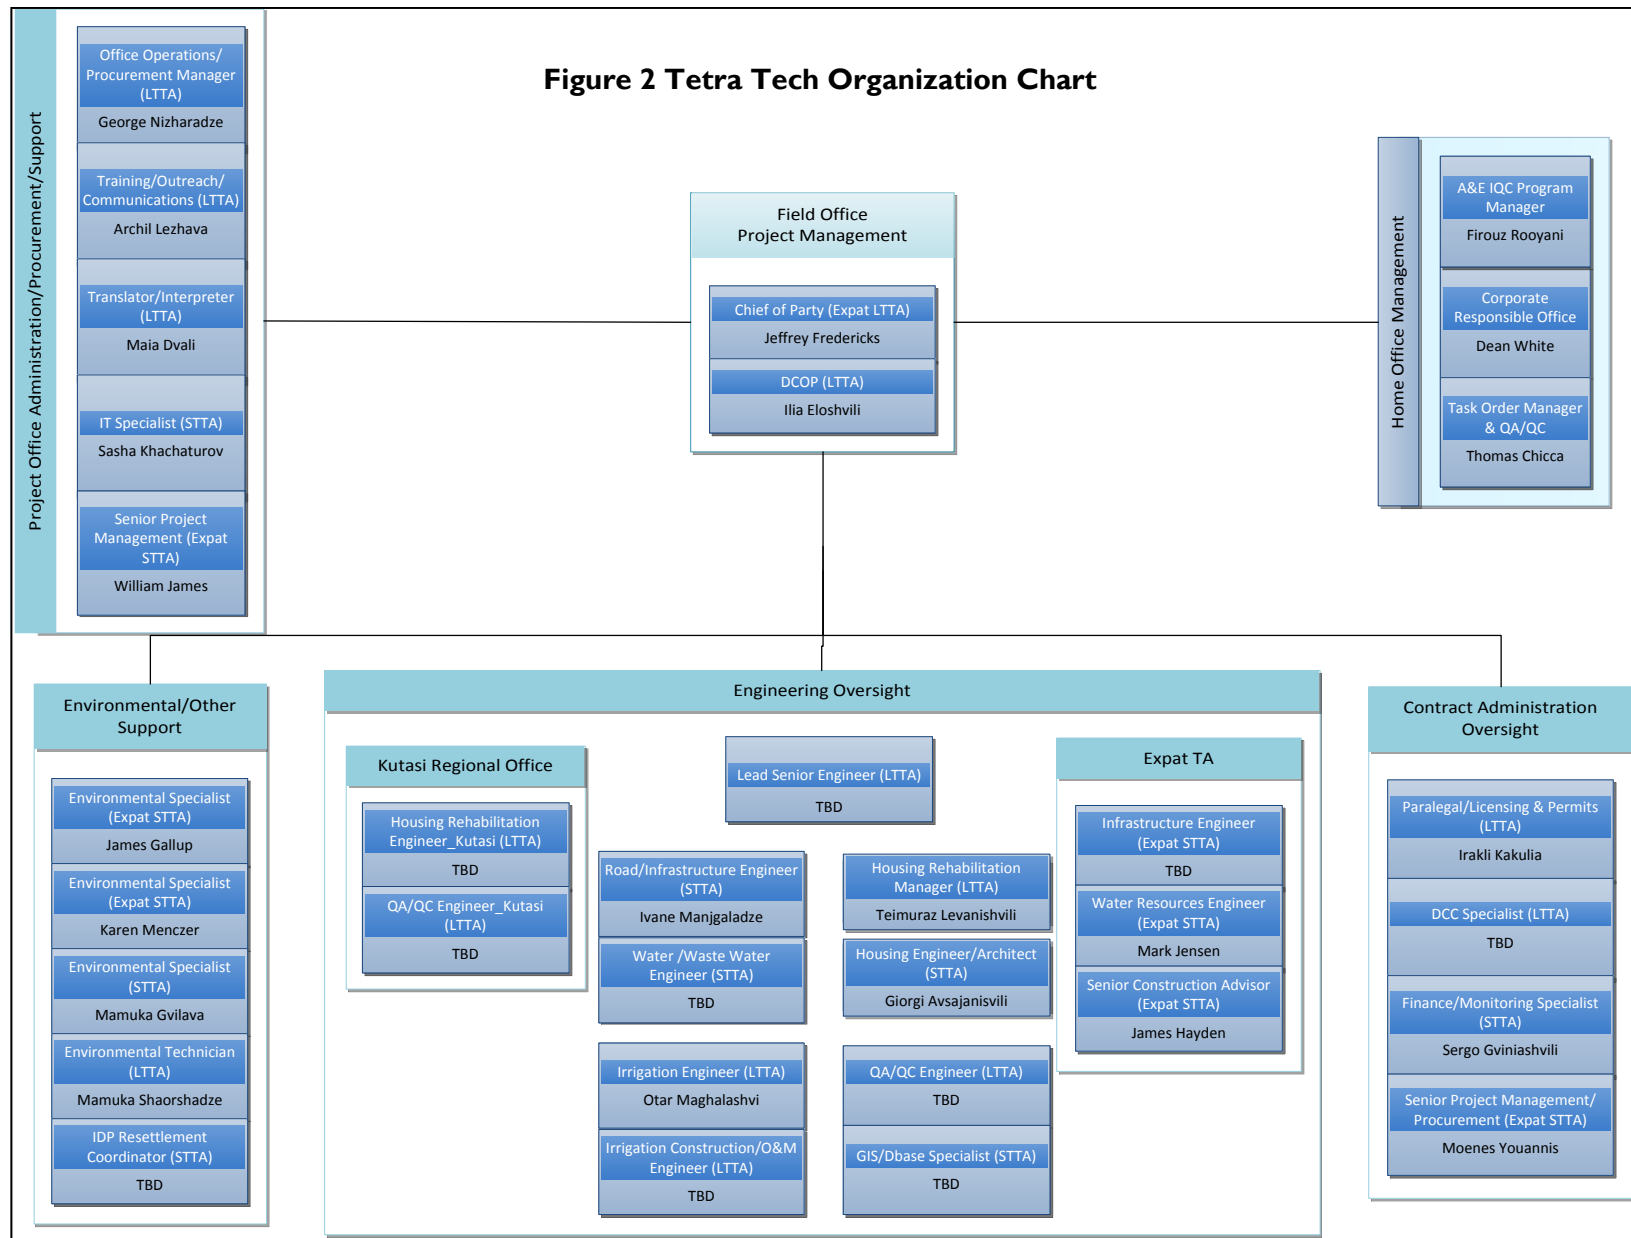 Figure 2 Tetra Tech Organization Chart
Project Office Administration/Procurement/Support
Office Operations/
Procurement Manager
(LTTA)
George Nizharadze
Training/Outreach/
Communications (LTTA)
Archil Lezhava
Translator/Interpreter
(LTTA)
Maia Dvali
IT Specialist (STTA)
Sasha Khachaturov
Senior Project
Management (Expat
STTA)
William James
Field Office
Project Management
Chief of Party (Expat LTTA)
Jeffrey Fredericks
DCOP (LTTA)
Ilia Eloshvili
Home Office Management
A&E IQC Program
Manager
Firouz Rooyani
Corporate
Responsible Office
Dean White
Task Order Manager
& QA/QC
Thomas Chicca
Environmental/Other
Support
Environmental Specialist
(Expat STTA)
James Gallup
Environmental Specialist
(Expat STTA)
Karen Menczer
Environmental Specialist
(STTA)
Mamuka Gvilava
Environmental Technician
(LTTA)
Mamuka Shaorshadze
IDP Resettlement
Coordinator (STTA)
TBD
Engineering Oversight
Kutasi Regional Office
Housing Rehabilitation
Engineer_Kutasi (LTTA)
TBD
QA/QC Engineer_Kutasi
(LTTA)
TBD
Lead Senior Engineer (LTTA)
TBD
Road/Infrastructure Engineer
(STTA)
Ivane Manjgaladze
Water /Waste Water
Engineer (STTA)
TBD
Housing Rehabilitation
Manager (LTTA)
Teimuraz Levanishvili
Housing Engineer/Architect
(STTA)
Giorgi Avsajanisvili
Irrigation Engineer (LTTA)
Otar Maghalashvi
Irrigation Construction/O&M
Engineer (LTTA)
TBD
QA/QC Engineer (LTTA)
TBD
GIS/Dbase Specialist (STTA)
TBD
Expat TA
Infrastructure Engineer
(Expat STTA)
TBD
Water Resources Engineer
(Expat STTA)
Mark Jensen
Senior Construction Advisor
(Expat STTA)
James Hayden
Contract Administration
Oversight
Paralegal/Licensing & Permits
(LTTA)
Irakli Kakulia
DCC Specialist (LTTA)
TBD
Finance/Monitoring Specialist
(STTA)
Sergo Gviniashvili
Senior Project Management/
Procurement (Expat STTA)
Moenes Youannis